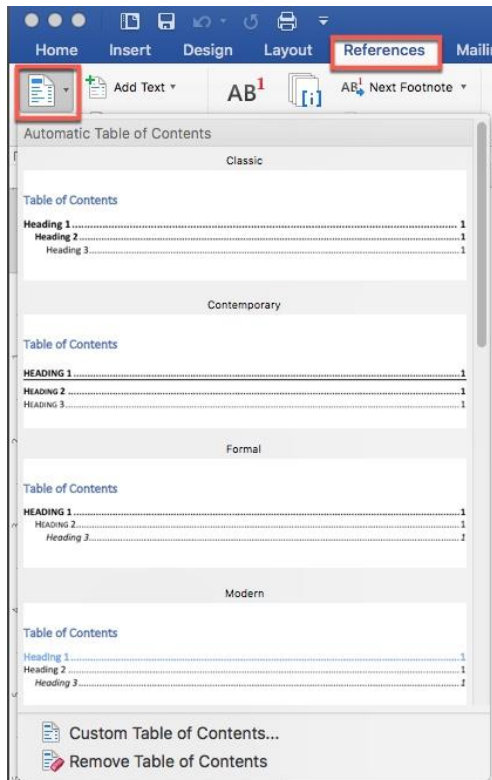 Home Insert Design Layout References Mailin
Add Text AB1 [i] AB1 Next Footnote
Automatic Table of Contents
Classic
Table of Contents
Heading 1........................................1
Heading 2........................................1
Heading 3........................................1
Contemporary
Table of Contents
HEADING 1........................................1
HEADING 2........................................1
HEADING 3........................................1
Formal
Table of Contents
HEADING 1........................................1
HEADING 2........................................1
Heading 3........................................1
Modern
Table of Contents
Heading 1........................................1
Heading 2........................................1
Heading 3........................................1
Custom Table of Contents...
Remove Table of Contents